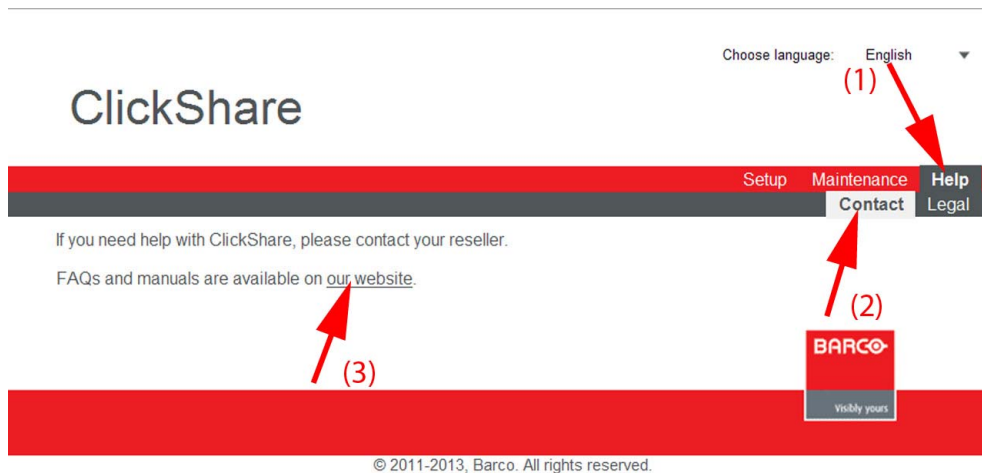 Choose language: English
(1)
ClickShare
Setup Maintenance Help
Contact Legal
If you need help with ClickShare, please contact your reseller.
FAQs and manuals are available on our website.
(2)
(3)
BARCO
Visibly yours
© 2011-2013, Barco. All rights reserved.